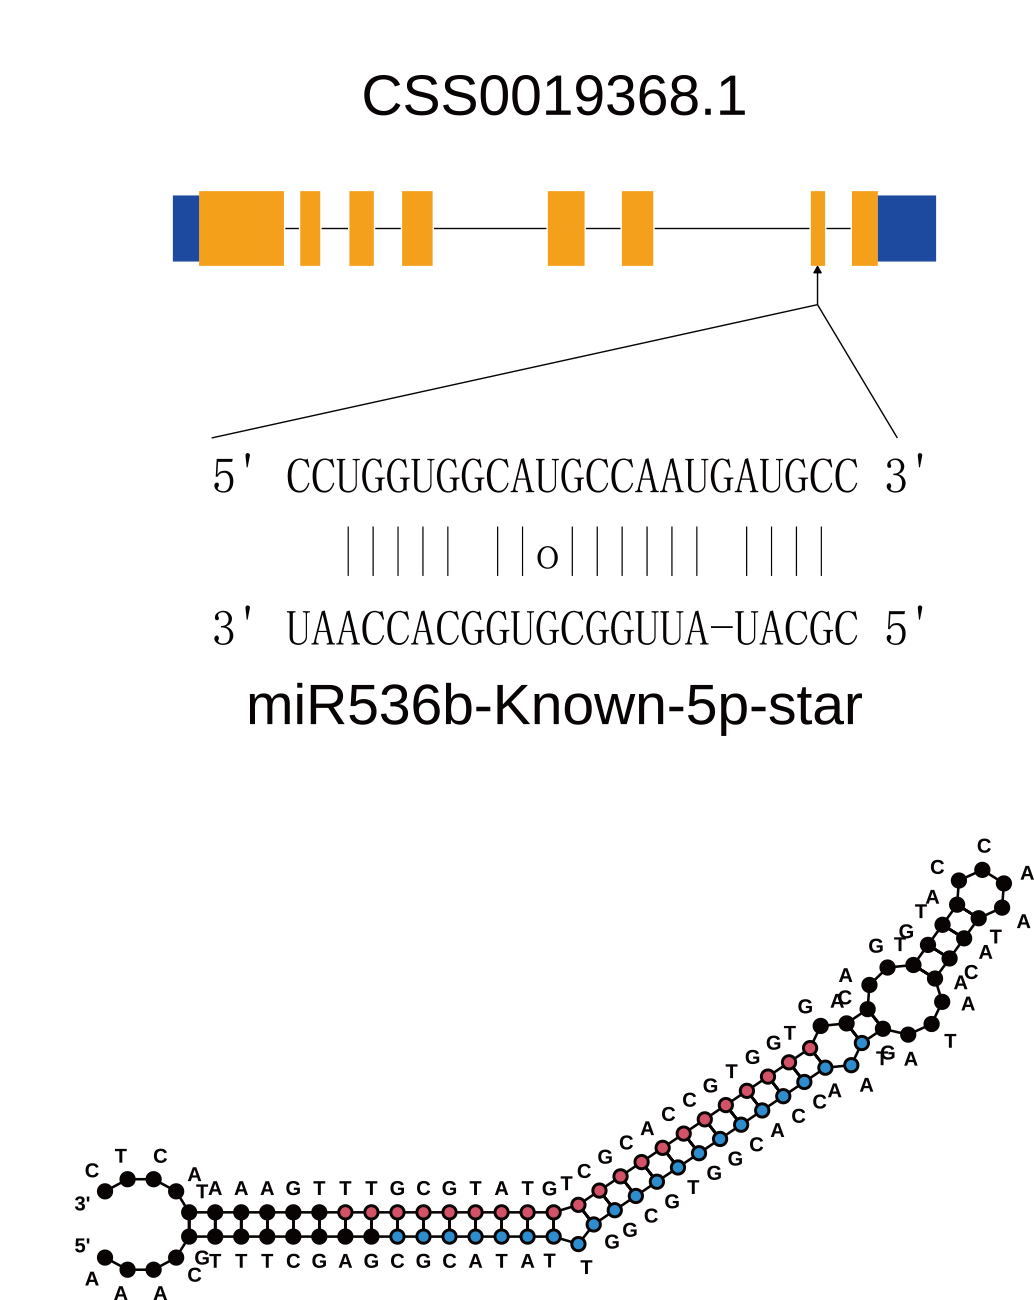 CSS0019368.1
5' CCUGGUGGCAUGCCAAUGAUGCC 3'
o
3' UAACCACGGUGCGGUUA-UACGC 5'
miR536b-Known-5p-star
3' C T C A T A A A G T T T G C G T A T G T C G C A C C G T G G T G A C A G T G T A C C A A
5' A A A C G T T T C G A G C G C A T A T T G G C G T G G C A C C A A T G A T A A C A T